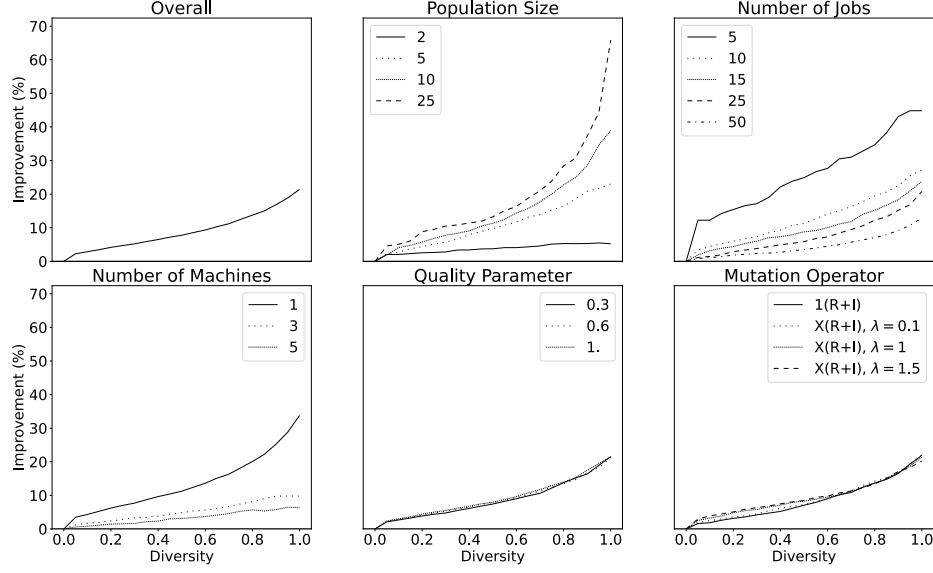 Overall
Population Size
Number of Jobs
Improvement (%)
70
60
50
40
30
20
10
0
2
5
10
25
5
10
15
25
50
Number of Machines
Quality Parameter
Mutation Operator
Improvement (%)
70
60
50
40
30
20
10
0
1
3
5
0.3
0.6
1.
1(R+I)
X(R+I), λ = 0.1
X(R+I), λ = 1
X(R+I), λ = 1.5
0.0 0.2 0.4 0.6 0.8 1.0
0.0 0.2 0.4 0.6 0.8 1.0
0.0 0.2 0.4 0.6 0.8 1.0
Diversity
Diversity
Diversity